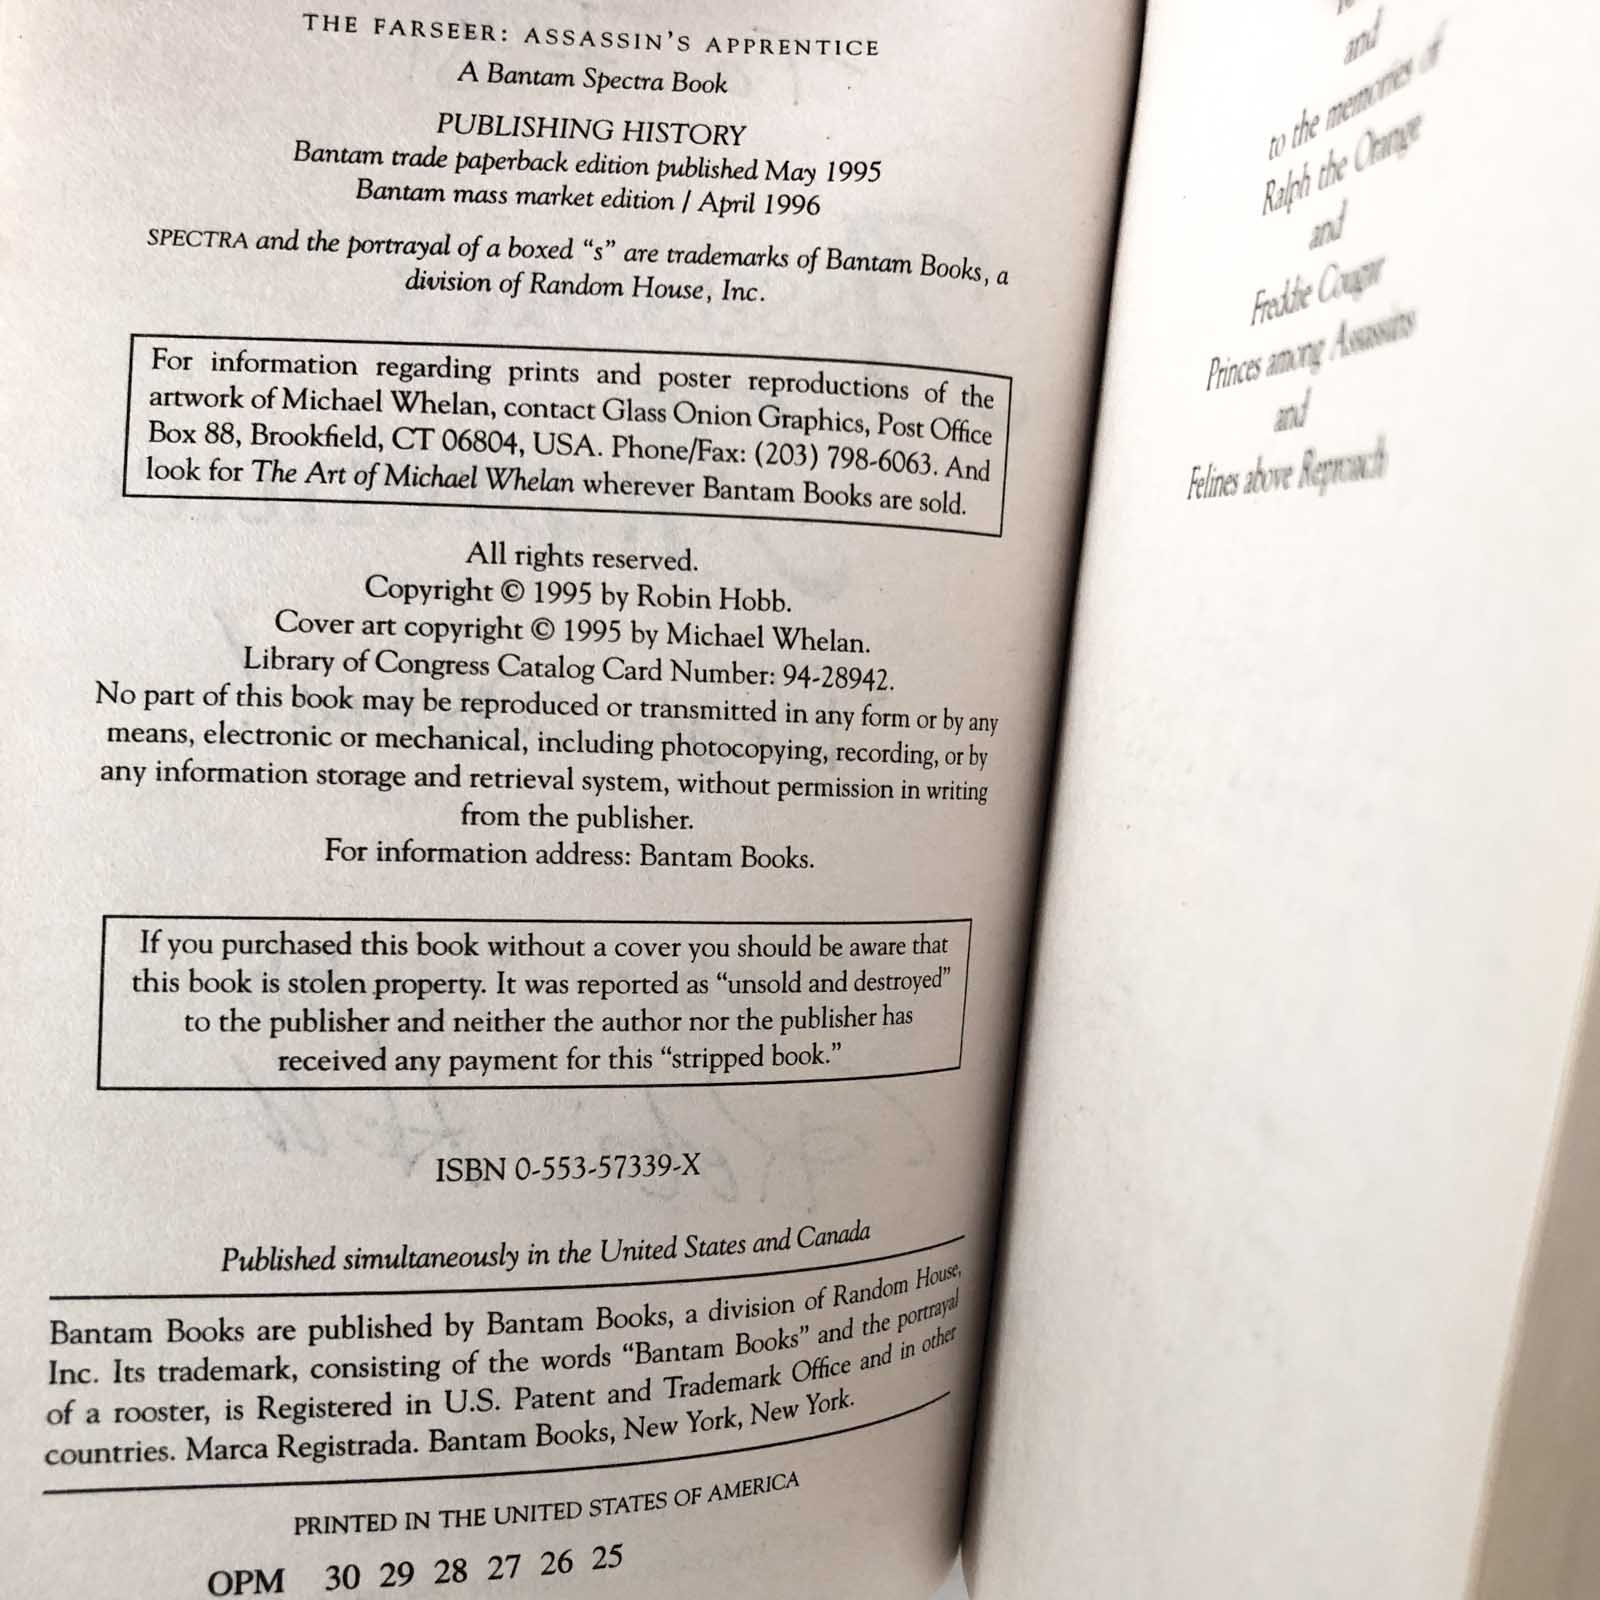 THE FARSEER: ASSASSIN'S APPRENTICE
A Bantam Spectra Book
PUBLISHING HISTORY
Bantam trade paperback edition published May 1995
Bantam mass market edition / April 1996
SPECTRA and the portrayal of a boxed “s” are trademarks of Bantam Books, a
division of Random House, Inc.
For information regarding prints and poster reproductions of the
artwork of Michael Whelan, contact Glass Onion Graphics, Post Office
Box 88, Brookfield, CT 06804, USA. Phone/Fax: (203) 798-6063. And
look for The Art of Michael Whelan wherever Bantam Books are sold.
All rights reserved.
Copyright © 1995 by Robin Hobb.
Cover art copyright © 1995 by Michael Whelan.
Library of Congress Catalog Card Number: 94-28942.
No part of this book may be reproduced or transmitted in any form or by any
means, electronic or mechanical, including photocopying, recording, or by
any information storage and retrieval system, without permission in writing
from the publisher.
For information address: Bantam Books.
If you purchased this book without a cover you should be aware that
this book is stolen property. It was reported as “unsold and destroyed”
to the publisher and neither the author nor the publisher has
received any payment for this “stripped book.”
ISBN 0-553-57339-X
Published simultaneously in the United States and Canada
Bantam Books are published by Bantam Books, a division of Random House,
Inc. Its trademark, consisting of the words “Bantam Books” and the portrayal
of a rooster, is Registered in U.S. Patent and Trademark Office and in other
countries. Marca Registrada. Bantam Books, New York, New York.
PRINTED IN THE UNITED STATES OF AMERICA
OPM 30 29 28 27 26 25
and
to the memories of
Ralph the Orange
and
Freddie Cougar
Princes among Assassins
and
Felines above Reproach